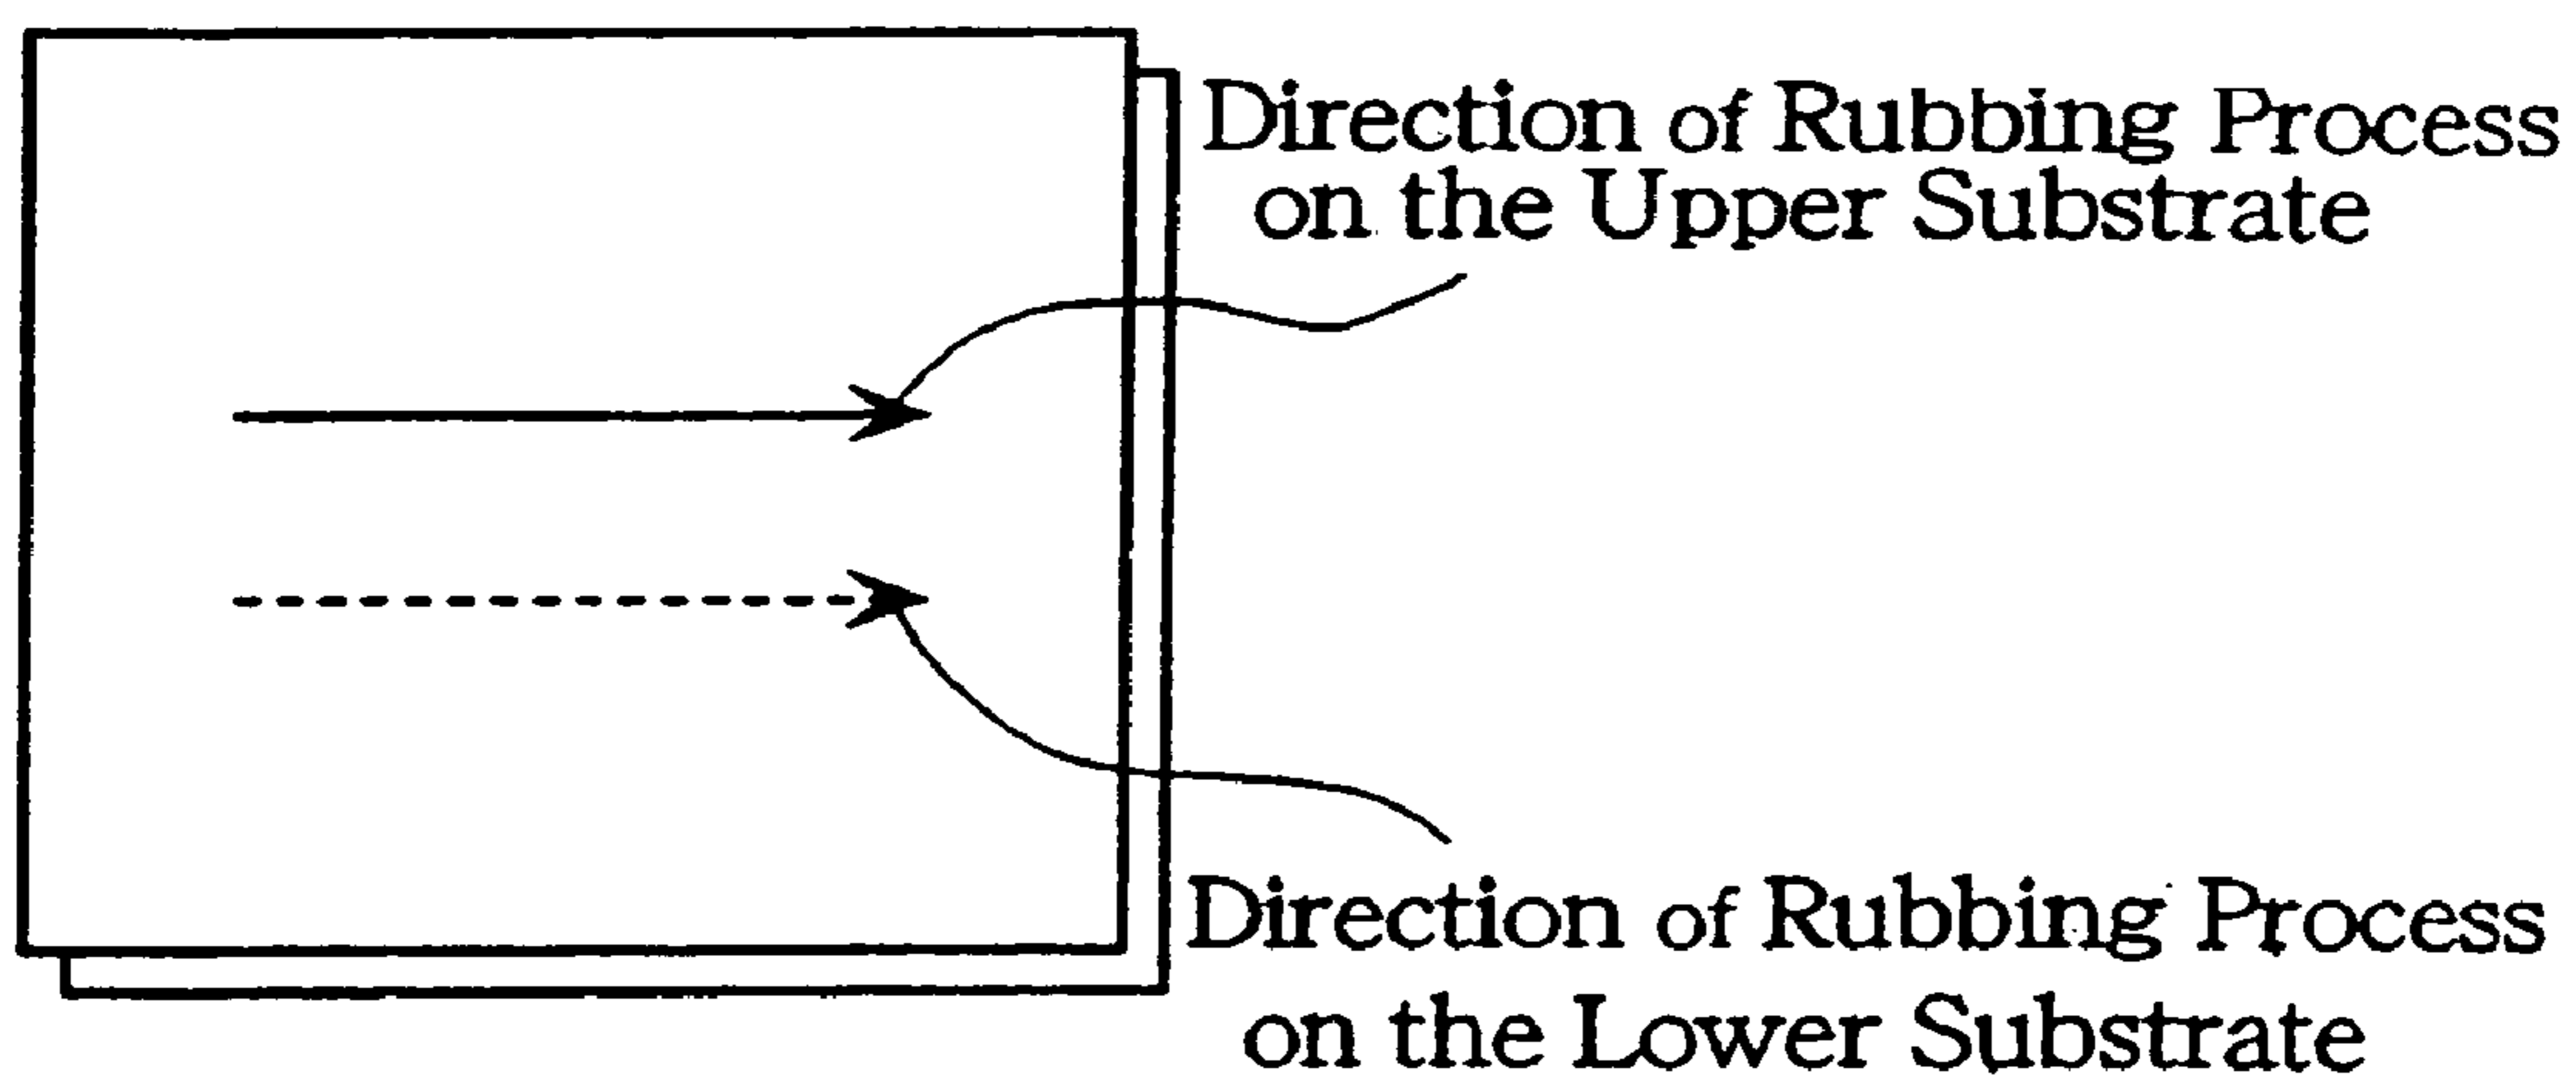 Direction of Rubbing Process
on the Upper Substrate
Direction of Rubbing Process
on the Lower Substrate